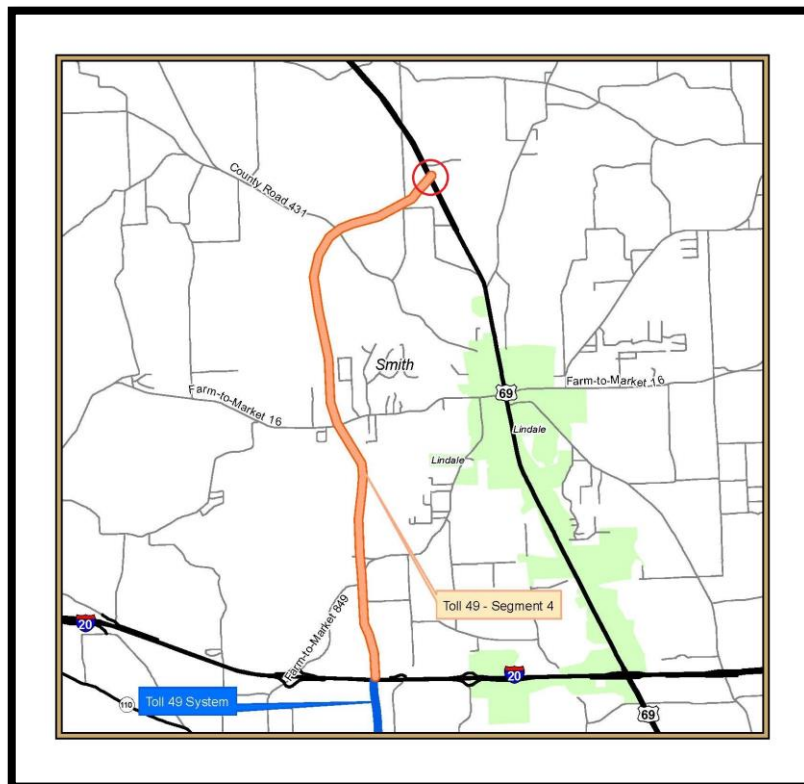 County Road 431
Smith
Farm-to-Market 16
69
Farm-to-Market 16
Lindale
Lindale
Toll 49 - Segment 4
Farm-to-Market 849
20
20
110
Toll 49 System
69